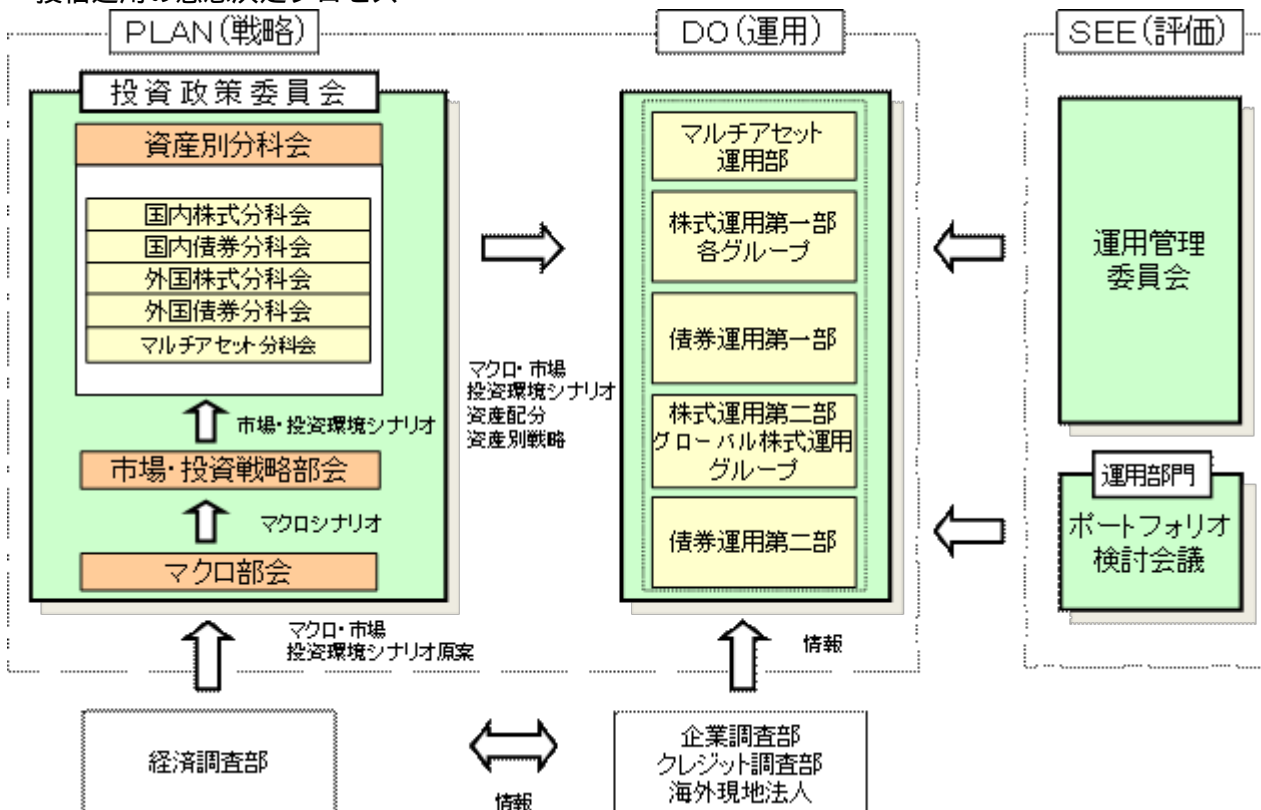 PLAN(戦略)
DO(運用)
SEE(評価)
投資政策委員会
資産別分科会
国内株式分科会
国内債券分科会
外国株式分科会
外国債券分科会
マルチアセット分科会
市場・投資環境シナリオ
市場・投資戦略部会
マクロシナリオ
マクロ部会
マクロ・市場
投資環境シナリオ
資産配分
資産別戦略
マルチアセット
運用部
株式運用第一部
各グループ
債券運用第一部
株式運用第二部
グローバル株式運用
グループ
債券運用第二部
運用管理
委員会
運用部門
ポートフォリオ
検討会議
マクロ・市場
投資環境シナリオ原案
情報
経済調査部
情報
企業調査部
クレジット調査部
海外現地法人